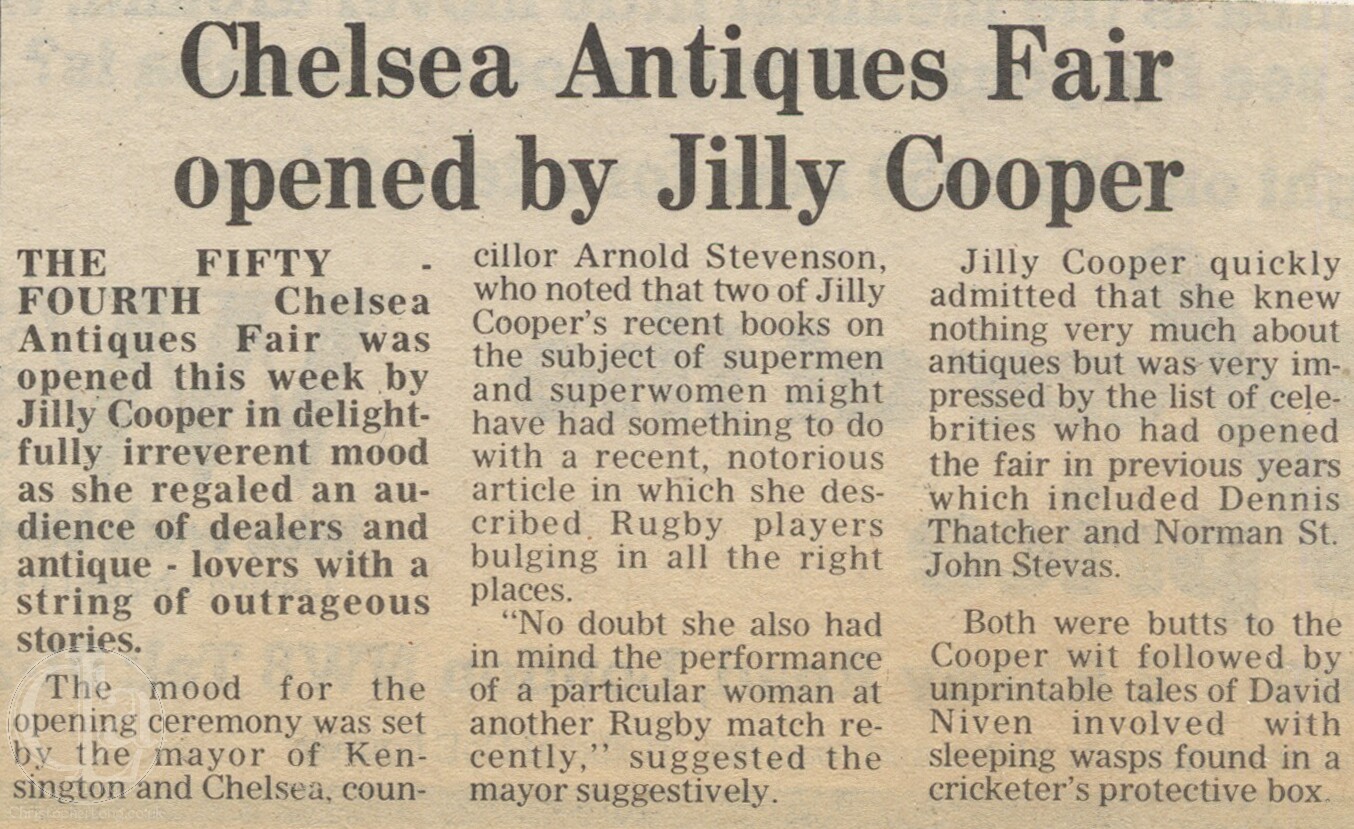 Chelsea Antiques Fair
opened by Jilly Cooper
THE FIFTY -
FOURTH Chelsea
Antiques Fair was
opened this week by
Jilly Cooper in delight-
fully irreverent mood
as she regaled an au-
dience of dealers and
antique - lovers with a
string of outrageous
stories.
The mood for the
opening ceremony was set
by the mayor of Ken-
sington and Chelsea, coun-
cillor Arnold Stevenson,
who noted that two of Jilly
Cooper's recent books on
the subject of supermen
and superwomen might
have had something to do
with a recent, notorious
article in which she des-
cribed Rugby players
bulging in all the right
places.
"No doubt she also had
in mind the performance
of a particular woman at
another Rugby match re-
cently," suggested the
mayor suggestively.
Jilly Cooper quickly
admitted that she knew
nothing very much about
antiques but was very im-
pressed by the list of cele-
brities who had opened
the fair in previous years
which included Dennis
Thatcher and Norman St.
John Stevas.
Both were butts to the
Cooper wit followed by
unprintable tales of David
Niven involved with
sleeping wasps found in a
cricketer's protective box.